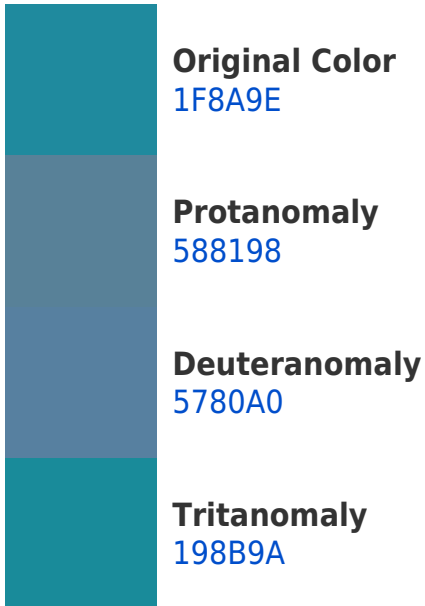 Original Color
1F8A9E
Protanomaly
588198
Deuteranomaly
5780A0
Tritanomaly
198B9A